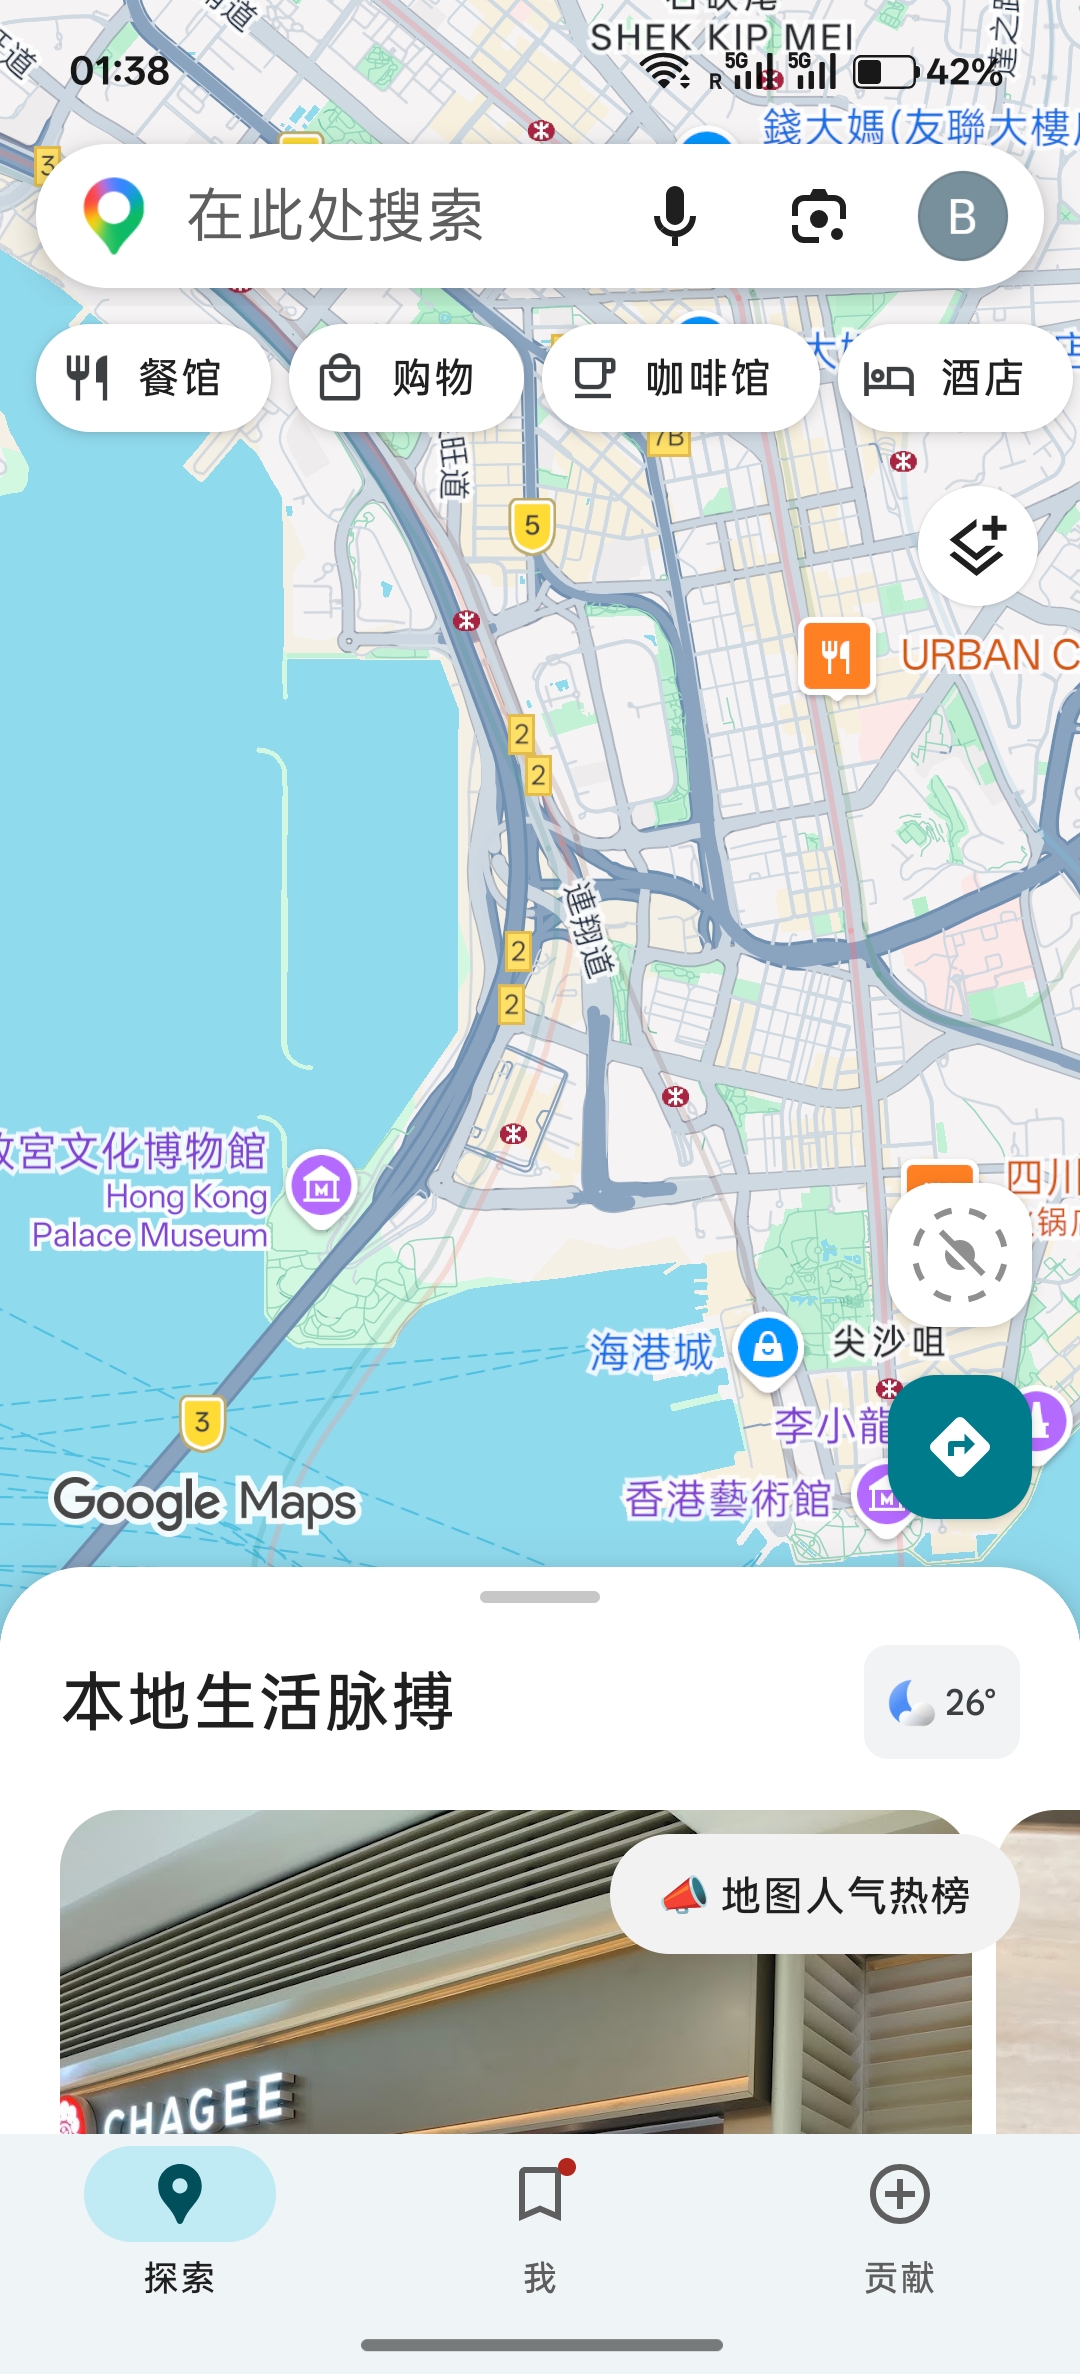 SHEK KIP MEI
01:38
R 5G 5G 42%
錢大媽(友聯大樓
3
在此处搜索
B
餐馆
购物
咖啡馆
酒店
旺道
7B
5
URBAN C
2
2
連翔道
2
2
故宮文化博物館
Hong Kong
Palace Museum
四川
锅
海港城
尖沙咀
3
李小龍
Google Maps
香港藝術館
本地生活脉搏
26°
地图人气热榜
CHAGEE
探索
我
贡献